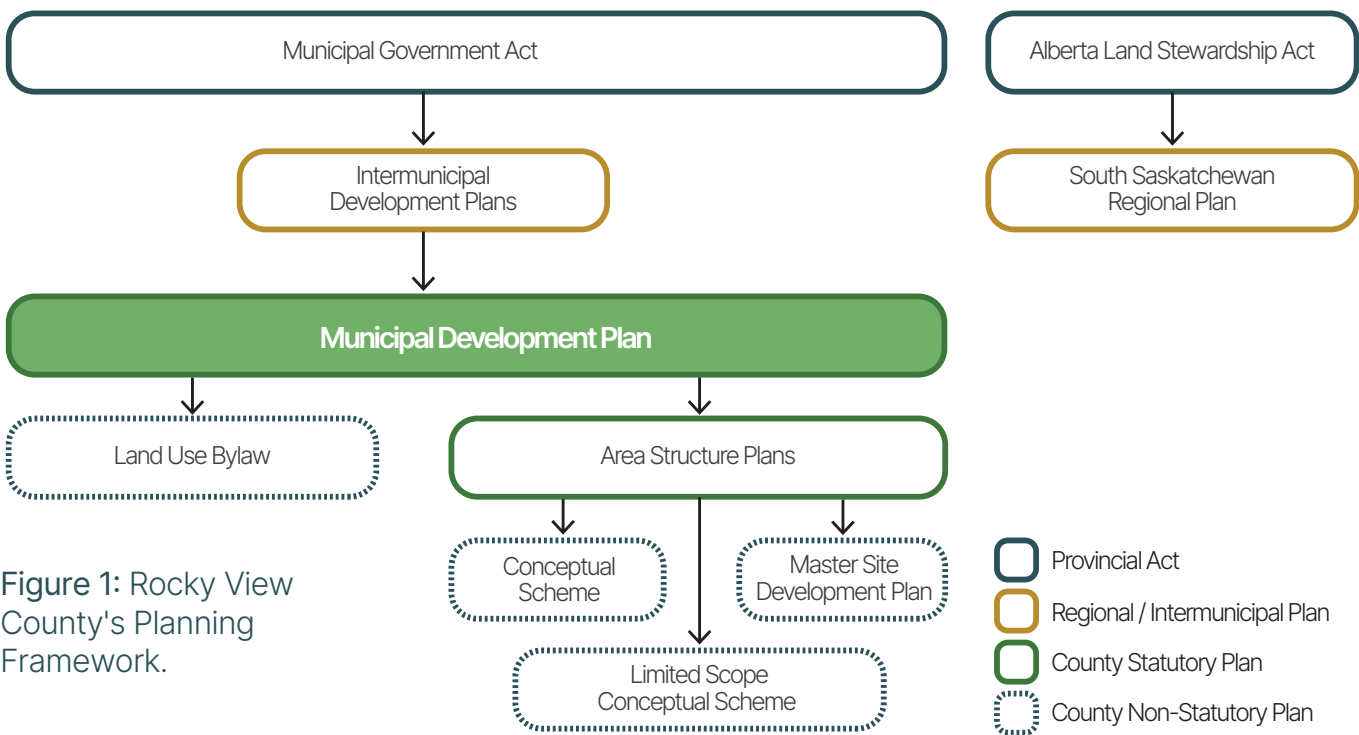 Municipal Government Act
Alberta Land Stewardship Act
Intermunicipal
Development Plans
South Saskatchewan
Regional Plan
Municipal Development Plan
Land Use Bylaw
Area Structure Plans
Conceptual
Scheme
Master Site
Development Plan
Limited Scope
Conceptual Scheme
Figure 1: Rocky View
County's Planning
Framework.
Provincial Act
Regional / Intermunicipal Plan
County Statutory Plan
County Non-Statutory Plan